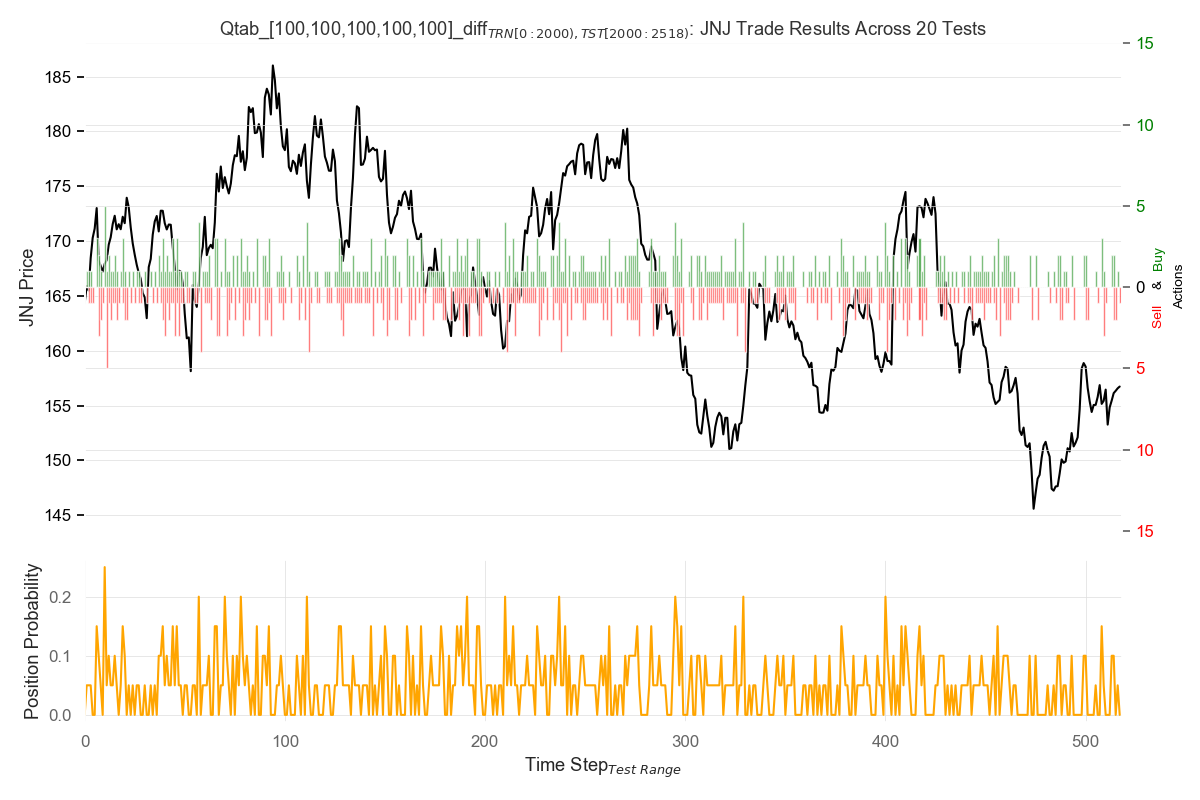 Qtab_[100,100,100,100,100]_diff_TRN[0:2000),TST[2000:2518): JNJ Trade Results Across 20 Tests
JNJ Price
185
180
175
170
165
160
155
150
145
15
10
5
0
5
10
15
Sell & Buy
Actions
Position Probability
0.2
0.1
0.0
0 100 200 300 400 500
Time Step_Test Range